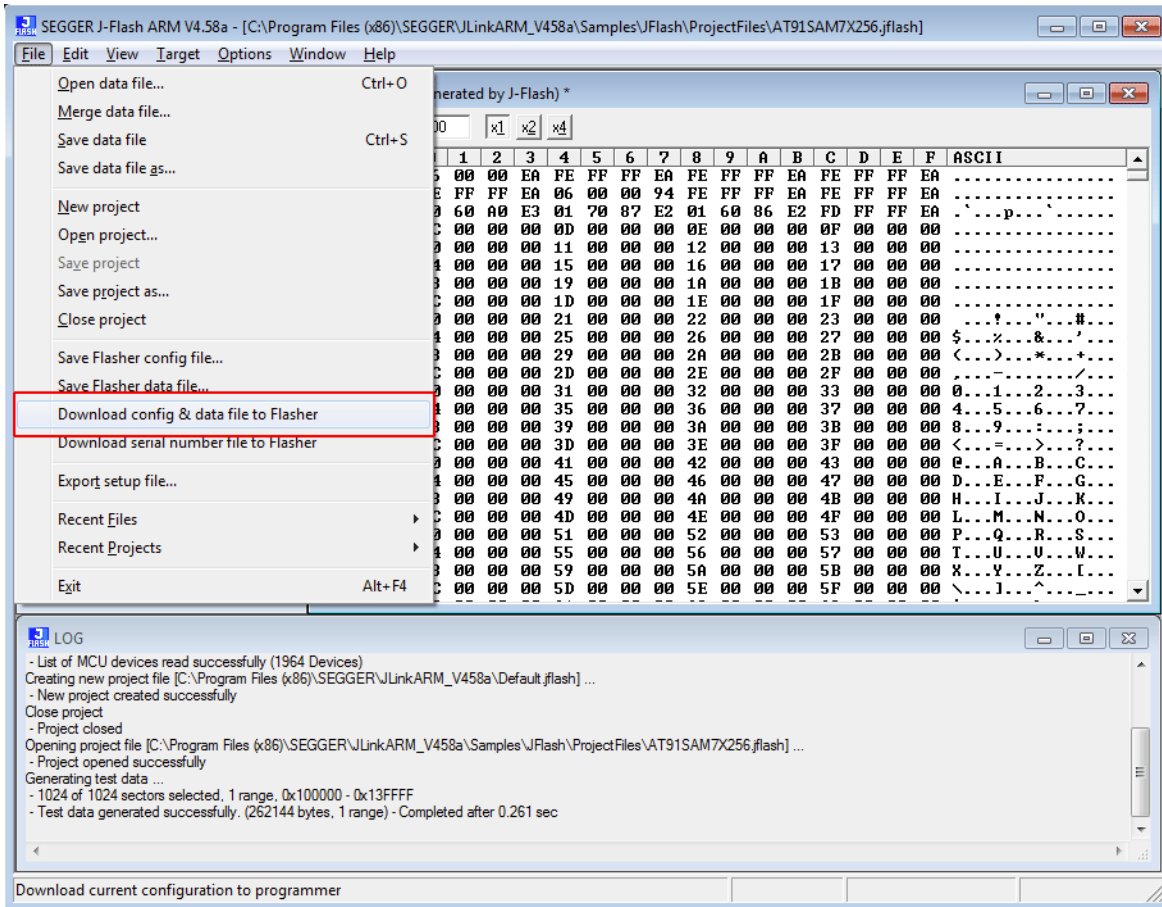 SEGGER J-Flash ARM V4.58a - [C:\Program Files (x86)\SEGGER\JLinkARM_V458a\Samples\JFlash\ProjectFiles\AT91SAM7X256.jflash]
File Edit View Target Options Window Help
Open data file... Ctrl+O
Merge data file...
Save data file Ctrl+S
Save data file as...
New project
Open project...
Save project
Save project as...
Close project
Save Flasher config file...
Save Flasher data file...
Download config & data file to Flasher
Download serial number file to Flasher
Export setup file...
Recent Files
Recent Projects
Exit Alt+F4
nerated by J-Flash) *
x1 x2 x4
1 2 3 4 5 6 7 8 9 A B C D E F ASCII
00 00 EA FE FF FF EA FE FF FF EA FE FF FF EA ................
FF FF EA 06 00 00 94 FE FF FF EA FE FF FF EA ................
60 A0 E3 01 70 87 E2 01 60 86 E2 FD FF FF EA .`...p...`......
00 00 00 0D 00 00 00 0E 00 00 00 0F 00 00 00 ................
00 00 00 11 00 00 00 12 00 00 00 13 00 00 00 ................
00 00 00 15 00 00 00 16 00 00 00 17 00 00 00 ................
00 00 00 19 00 00 00 1A 00 00 00 1B 00 00 00 ................
00 00 00 1D 00 00 00 1E 00 00 00 1F 00 00 00 ................
00 00 00 21 00 00 00 22 00 00 00 23 00 00 00 ...!..."...#...
00 00 00 25 00 00 00 26 00 00 00 27 00 00 00 $...%...&...'...
00 00 00 29 00 00 00 2A 00 00 00 2B 00 00 00 (...)...*...+...
00 00 00 2D 00 00 00 2E 00 00 00 2F 00 00 00 ,...-......./...
00 00 00 31 00 00 00 32 00 00 00 33 00 00 00 0...1...2...3...
00 00 00 35 00 00 00 36 00 00 00 37 00 00 00 4...5...6...7...
00 00 00 39 00 00 00 3A 00 00 00 3B 00 00 00 8...9...:...;...
00 00 00 3D 00 00 00 3E 00 00 00 3F 00 00 00 <...=...>...?...
00 00 00 41 00 00 00 42 00 00 00 43 00 00 00 @...A...B...C...
00 00 00 45 00 00 00 46 00 00 00 47 00 00 00 D...E...F...G...
00 00 00 49 00 00 00 4A 00 00 00 4B 00 00 00 H...I...J...K...
00 00 00 4D 00 00 00 4E 00 00 00 4F 00 00 00 L...M...N...O...
00 00 00 51 00 00 00 52 00 00 00 53 00 00 00 P...Q...R...S...
00 00 00 55 00 00 00 56 00 00 00 57 00 00 00 T...U...V...W...
00 00 00 59 00 00 00 5A 00 00 00 5B 00 00 00 X...Y...Z...[...
00 00 00 5D 00 00 00 5E 00 00 00 5F 00 00 00 \...]...^..._...
LOG
- List of MCU devices read successfully (1964 Devices)
Creating new project file [C:\Program Files (x86)\SEGGER\JLinkARM_V458a\Default.jflash] ...
- New project created successfully
Close project
- Project closed
Opening project file [C:\Program Files (x86)\SEGGER\JLinkARM_V458a\Samples\JFlash\ProjectFiles\AT91SAM7X256.jflash] ...
- Project opened successfully
Generating test data ...
- 1024 of 1024 sectors selected, 1 range, 0x100000 - 0x13FFFF
- Test data generated successfully. (262144 bytes, 1 range) - Completed after 0.261 sec
Download current configuration to programmer